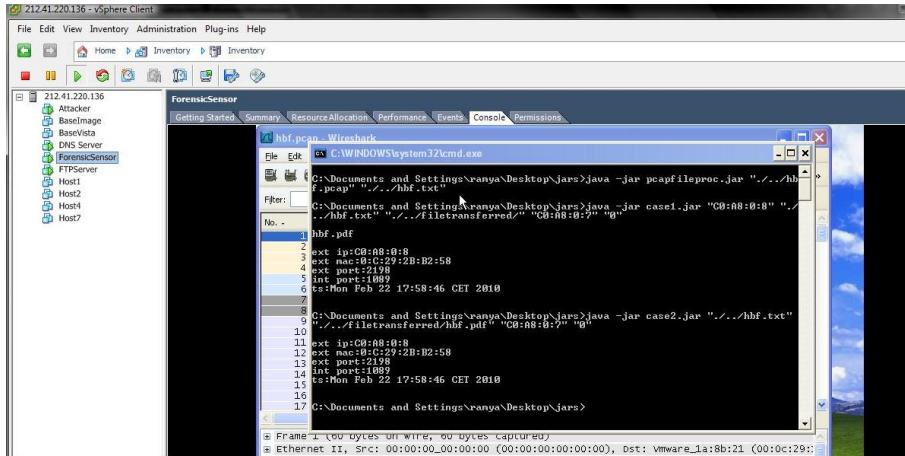 212.41.220.136 - vSphere Client
File Edit View Inventory Administration Plug-ins Help
Home Inventory Inventory
212.41.220.136
Attacker
BaseImage
BaseVista
DNS Server
ForensicSensor
FTPServer
Host1
Host2
Host4
Host7
ForensicSensor
Getting Started Summary Resource Allocation Performance Events Console Permissions
hbf.pcap - Wireshark
File Edit
Filter:
No. -
1
2
3
4
5
6
7
8
9
10
11
12
13
14
15
16
17
C:\WINDOWS\system32\cmd.exe
C:\Documents and Settings\ramya\Desktop\jars>java -jar pcapfileproc.jar "./../hb
f.pcap" "./../hbf.txt"
C:\Documents and Settings\ramya\Desktop\jars>java -jar case1.jar "C0:A8:0:8" "./
../hbf.txt" "./../filetransferred/" "C0:A8:0:7" "0"
hbf.pdf
ext ip:C0:A8:0:8
ext mac:0:C:29:2B:B2:58
ext port:2198
int port:1089
ts:Mon Feb 22 17:58:46 CET 2010
C:\Documents and Settings\ramya\Desktop\jars>java -jar case2.jar "./../hbf.txt"
"./../filetransferred/hbf.pdf" "C0:A8:0:7" "0"
ext ip:C0:A8:0:8
ext mac:0:C:29:2B:B2:58
ext port:2198
int port:1089
ts:Mon Feb 22 17:58:46 CET 2010
C:\Documents and Settings\ramya\Desktop\jars>
Frame 1 (60 bytes on wire, 60 bytes captured)
Ethernet II, Src: 00:00:00_00:00:00 (00:00:00:00:00:00), Dst: Vmware_1a:8b:21 (00:0c:29: